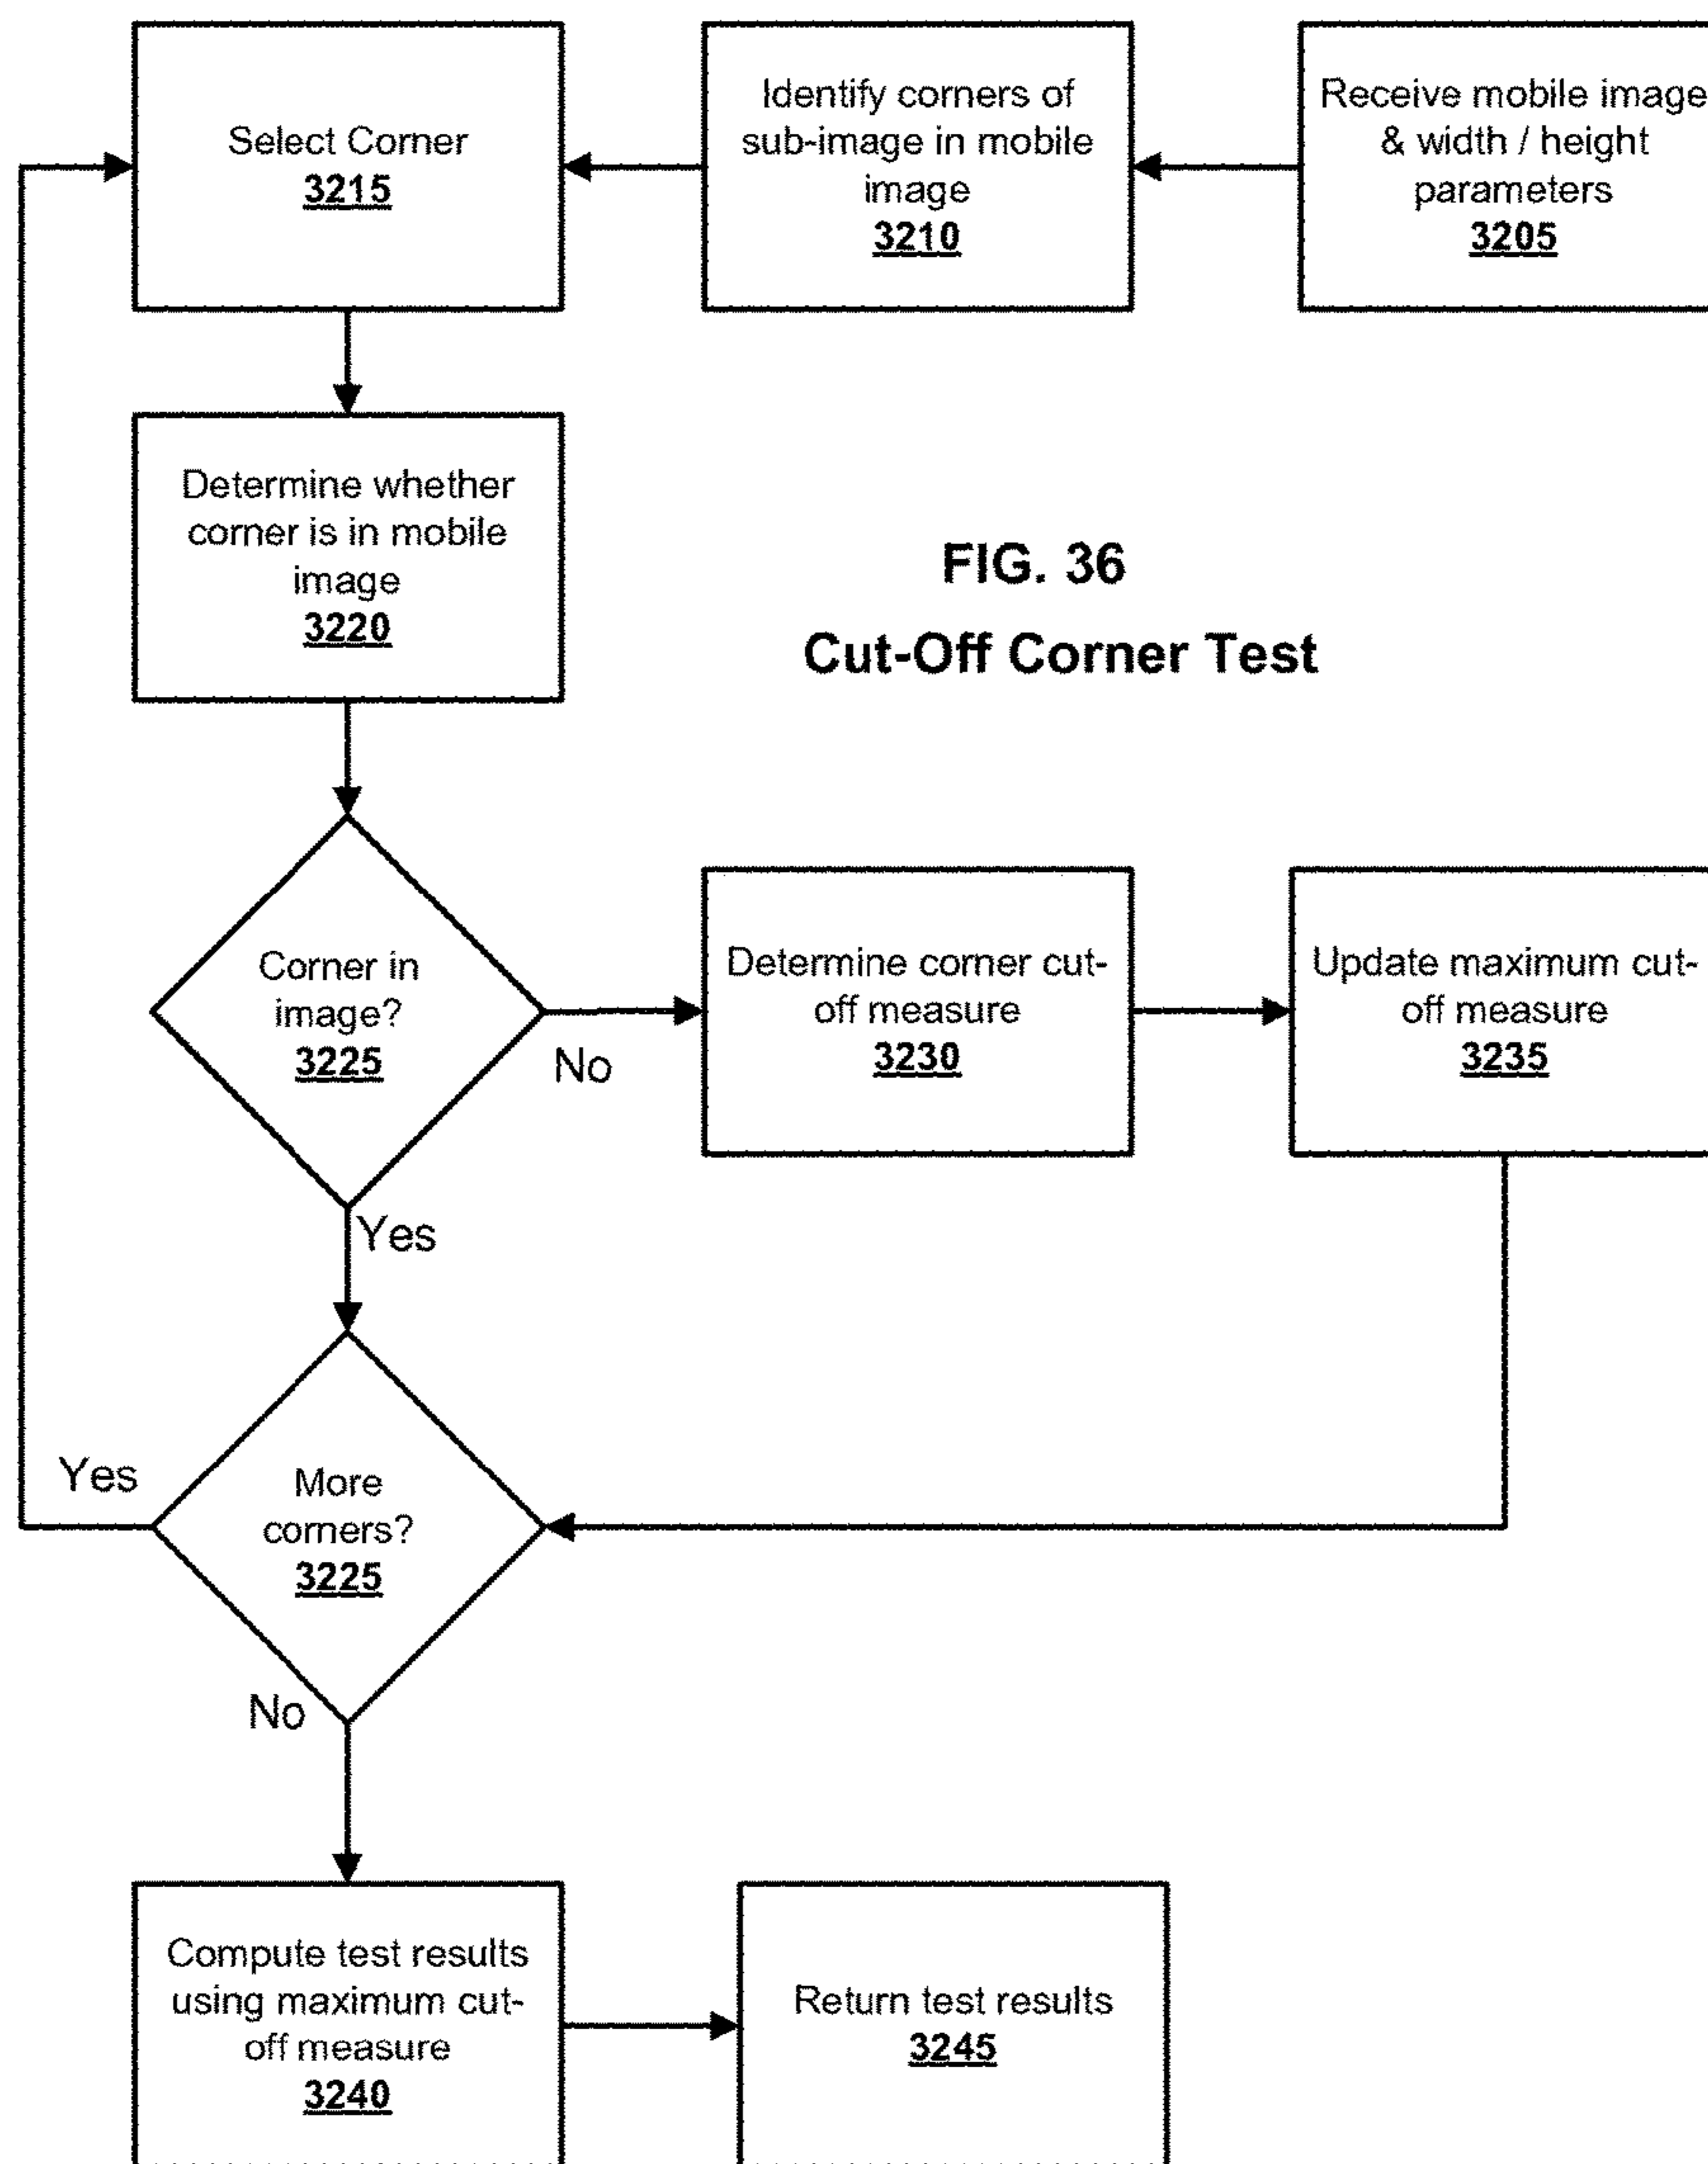 Receive mobile image
& width / height
parameters
3205
Identify corners of
sub-image in mobile
image
3210
Select Corner
3215
Determine whether
corner is in mobile
image
3220
FIG. 36
Cut-Off Corner Test
Corner in
image?
3225
No
Yes
Determine corner cut-
off measure
3230
Update maximum cut-
off measure
3235
More
corners?
3225
Yes
No
Compute test results
using maximum cut-
off measure
3240
Return test results
3245